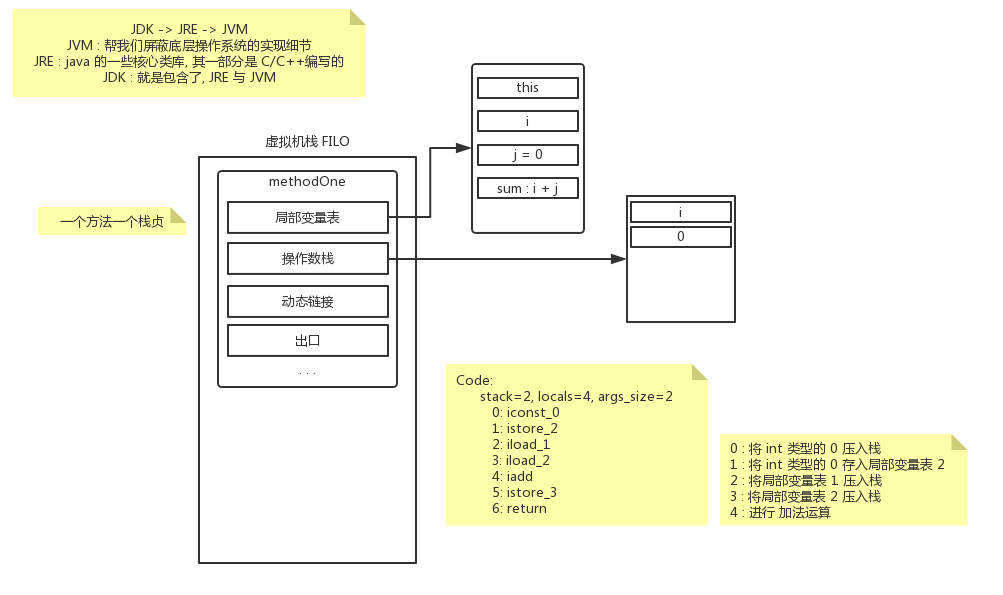 JDK -> JRE -> JVM
JVM : 帮我们屏蔽底层操作系统的实现细节
JRE : java 的一些核心类库, 其一部分是 C/C++编写的
JDK : 就是包含了, JRE 与 JVM
虚拟机栈 FILO
methodOne
局部变量表
操作数栈
动态链接
出口
. . .
一个方法一个栈贞
this
i
j = 0
sum : i + j
i
0
Code:
stack=2, locals=4, args_size=2
0: iconst_0
1: istore_2
2: iload_1
3: iload_2
4: iadd
5: istore_3
6: return
0 : 将 int 类型的 0 压入栈
1 : 将 int 类型的 0 存入局部变量表 2
2 : 将局部变量表 1 压入栈
3 : 将局部变量表 2 压入栈
4 : 进行 加法运算